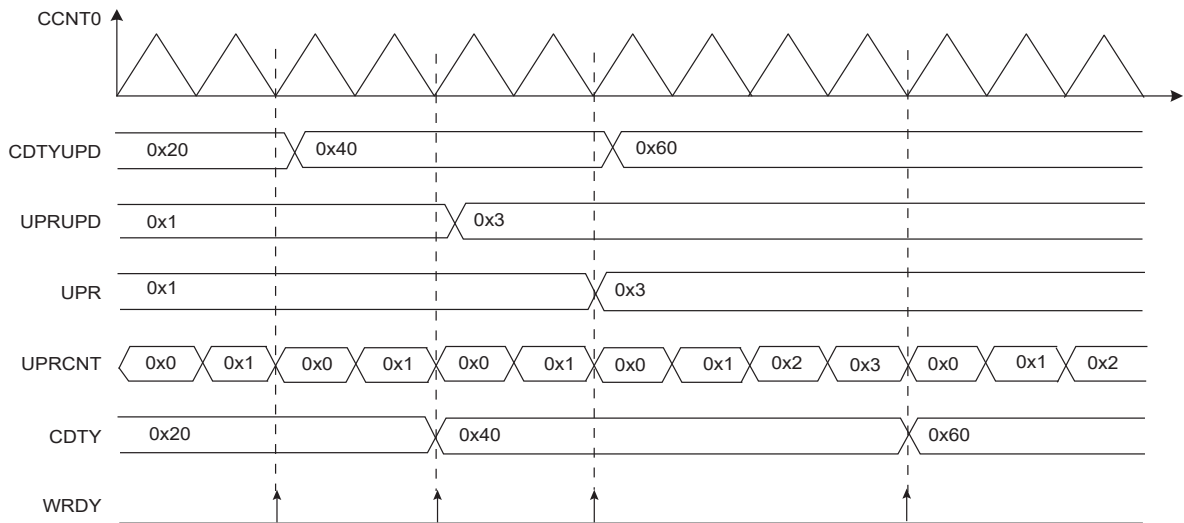 CCNT0
CDTYUPD 0x20 0x40 0x60
UPRUPD 0x1 0x3
UPR 0x1 0x3
UPRCNT 0x0 0x1 0x0 0x1 0x0 0x1 0x0 0x1 0x2 0x3 0x0 0x1 0x2
CDTY 0x20 0x40 0x60
WRDY